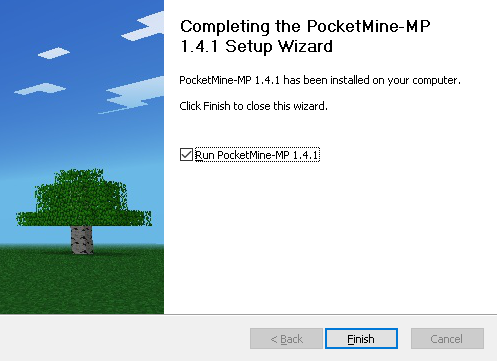 Completing the PocketMine-MP
1.4.1 Setup Wizard
PocketMine-MP 1.4.1 has been installed on your computer.
Click Finish to close this wizard.
Run PocketMine-MP 1.4.1
< Back
Finish
Cancel